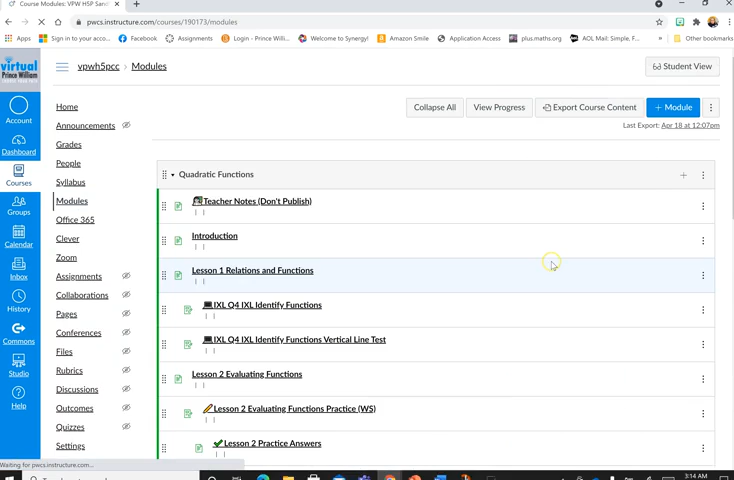 Course Modules: VPW HSP Sand
pwcs.instructure.com/courses/190173/modules
Apps Sign in to your acco... Facebook Assignments Login - Prince Willi... Welcome to Synergy! Amazon Smile Application Access plus.maths.org AOL Mail: Simple, F... Other bookmarks
virtual
Prince William
vpwh5pcc Modules
Student View
Account
Dashboard
Courses
Groups
Calendar
Inbox
History
Commons
Studio
Help
Home
Announcements
Grades
People
Syllabus
Modules
Office 365
Clever
Zoom
Assignments
Collaborations
Pages
Conferences
Files
Rubrics
Discussions
Outcomes
Quizzes
Settings
Collapse All View Progress Export Course Content + Module
Last Export: Apr 18 at 12:07pm
Quadratic Functions
Teacher Notes (Don't Publish)
Introduction
Lesson 1 Relations and Functions
IXL Q4 IXL Identify Functions
IXL Q4 IXL Identify Functions Vertical Line Test
Lesson 2 Evaluating Functions
Lesson 2 Evaluating Functions Practice (WS)
Lesson 2 Practice Answers
Waiting for pwcs.instructure.com...
3:14 AM